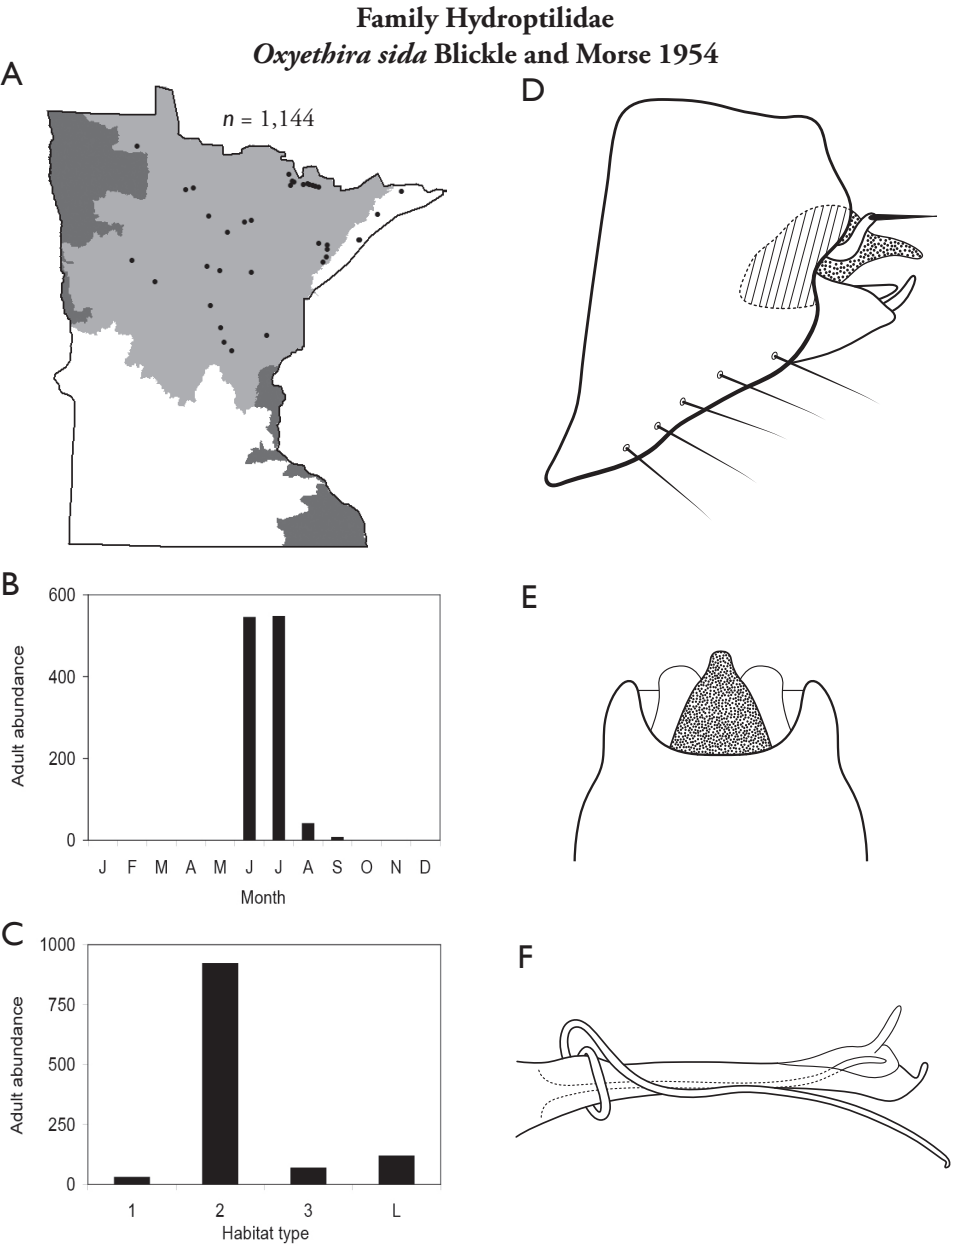 Family Hydroptilidae
Oxyethira sida Blickle and Morse 1954
A
n = 1,144
D
B
Adult abundance
600
400
200
0
J F M A M J J A S O N D
Month
E
C
Adult abundance
1000
750
500
250
0
1 2 3 L
Habitat type
F